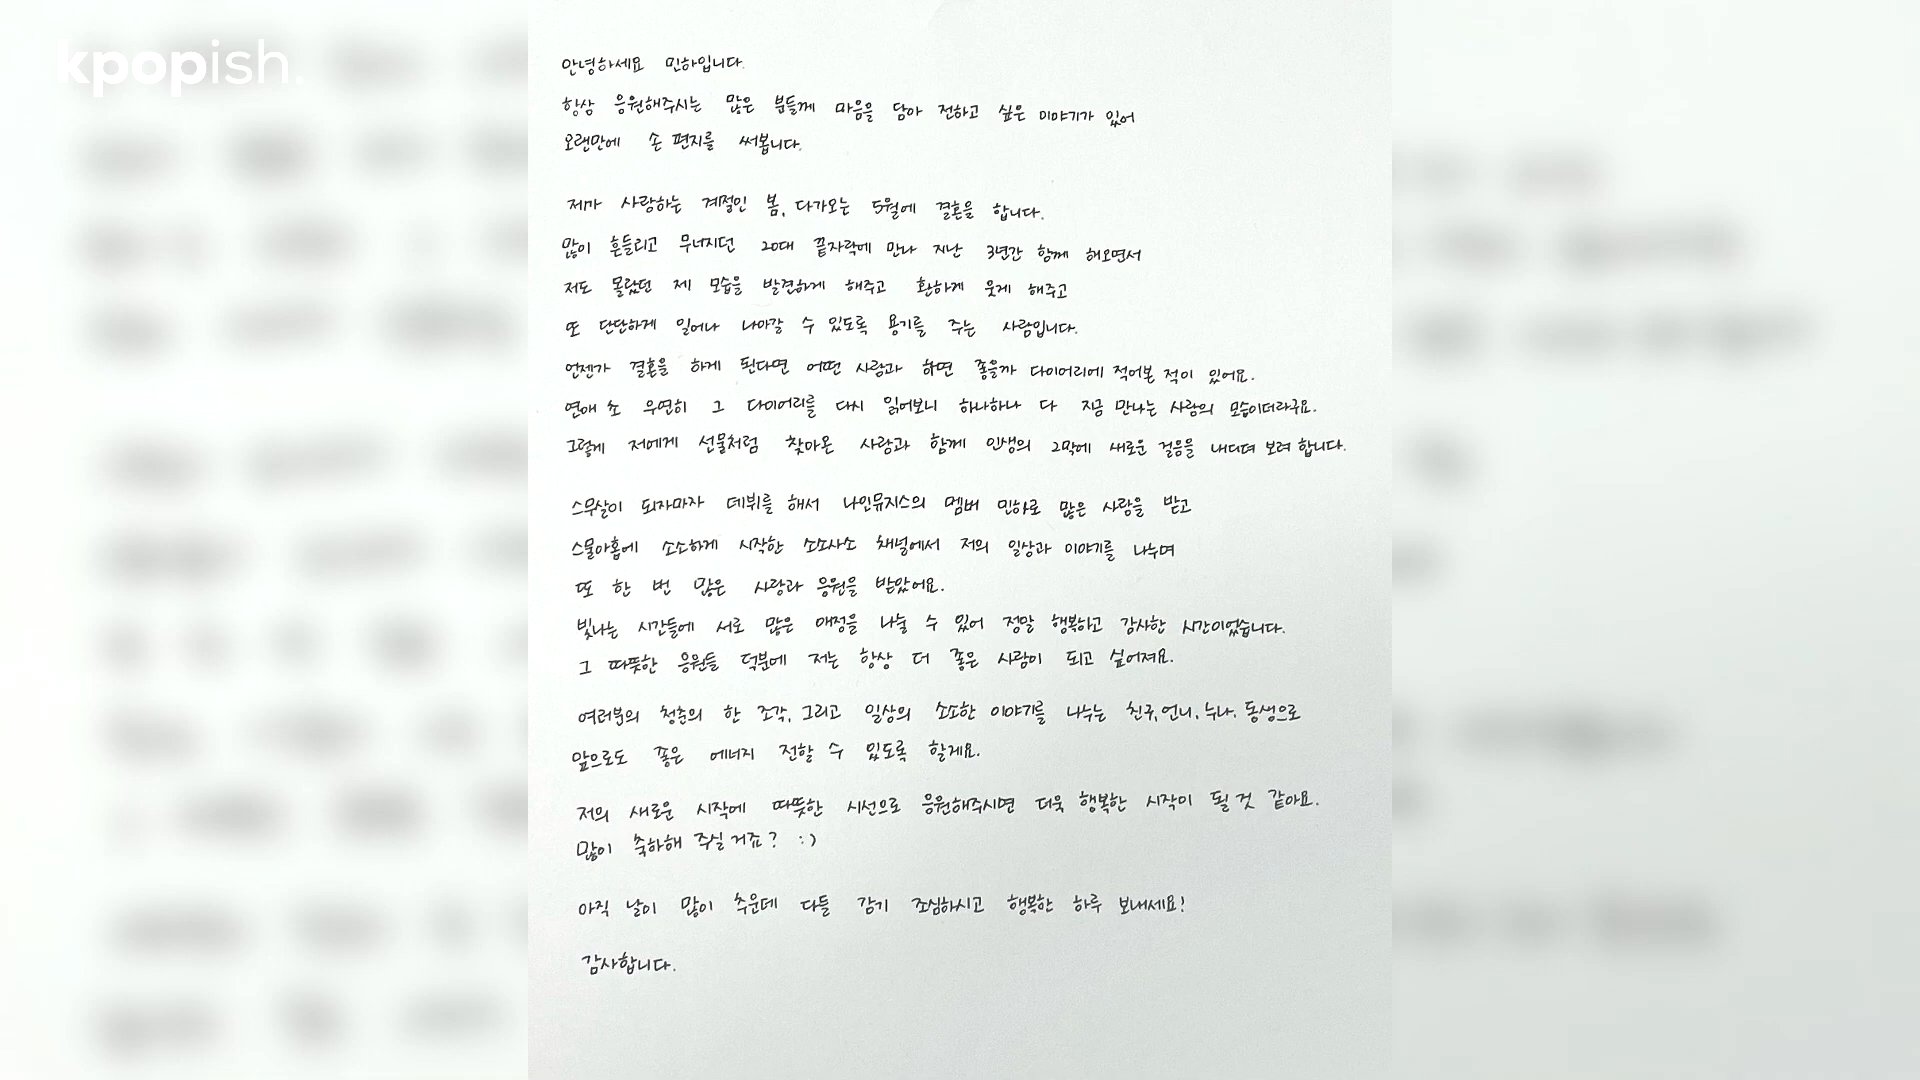 kpopish.
안녕하세요 민하입니다.
항상 응원해주시는 많은 분들께 마음을 담아 전하고 싶은 이야기가 있어
오랜만에 손 편지를 써봅니다.
제가 사랑하는 계절인 봄, 다가오는 5월에 결혼을 합니다.
많이 흔들리고 무너지던 20대 끝자락에 만나 지난 3년간 함께 해오면서
저도 몰랐던 제 모습을 발견하게 해주고 환하게 웃게 해주고
또 단단하게 일어나 나아갈 수 있도록 용기를 주는 사람입니다.
언젠가 결혼을 하게 된다면 어떤 사람과 하면 좋을까 다이어리에 적어본 적이 있어요.
연애 초 우연히 그 다이어리를 다시 읽어보니 하나하나 다 지금 만나는 사람의 모습이더라구요.
그렇게 저에게 선물처럼 찾아온 사람과 함께 인생의 2막에 새로운 걸음을 내디뎌 보려 합니다.
스무살이 되자마자 데뷔를 해서 나인뮤지스의 멤버 민하로 많은 사랑을 받고
스물아홉에 소소하게 시작한 소소사소 채널에서 저의 일상과 이야기를 나누며
또 한 번 많은 사랑과 응원을 받았어요.
빛나는 시간들에 서로 많은 애정을 나눌 수 있어 정말 행복하고 감사한 시간이었습니다.
그 따뜻한 응원들 덕분에 저는 항상 더 좋은 사람이 되고 싶어져요.
여러분의 청춘의 한 조각, 그리고 일상의 소소한 이야기를 나누는 친구, 언니, 누나, 동생으로
앞으로도 좋은 에너지 전할 수 있도록 할게요.
저의 새로운 시작에 따뜻한 시선으로 응원해주시면 더욱 행복한 시작이 될 것 같아요.
많이 축하해 주실거죠? :)
아직 날이 많이 추운데 다들 감기 조심하시고 행복한 하루 보내세요!
감사합니다.